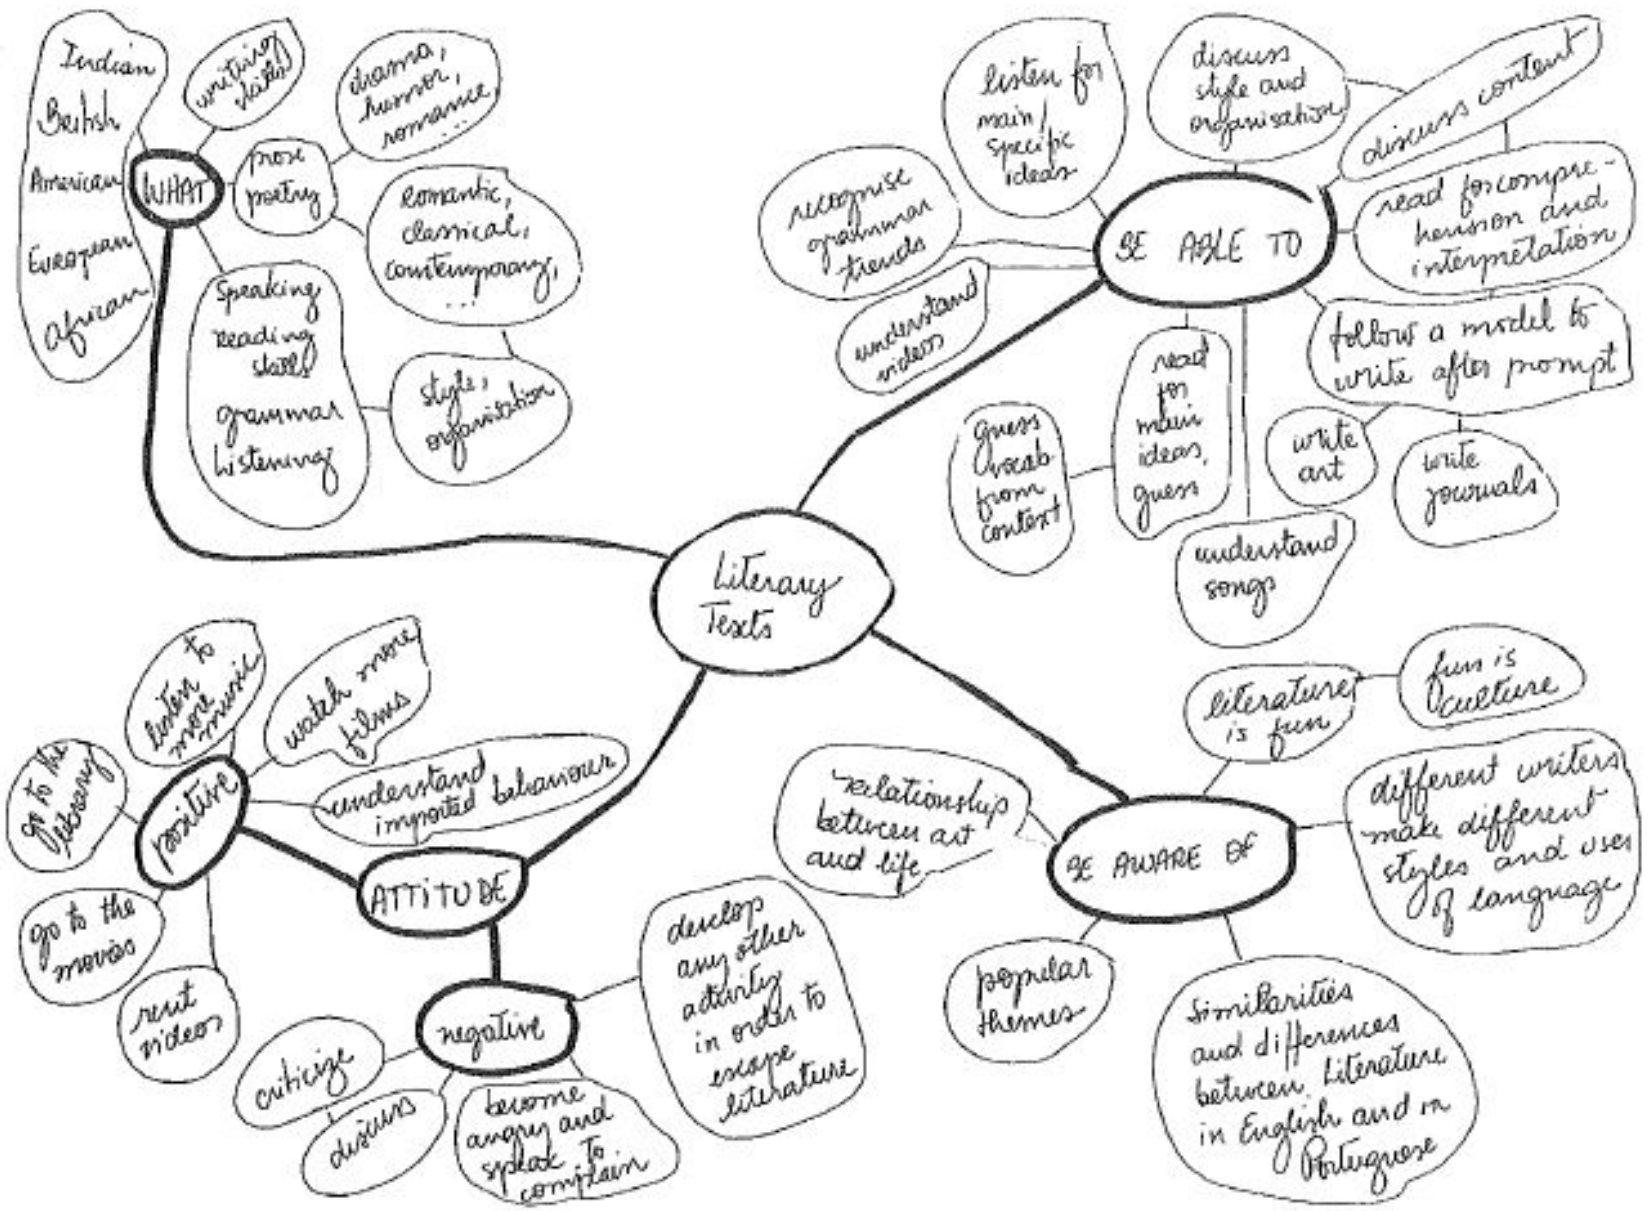 Literary
Texts
WHAT
Indian
British
American
European
African
writing
skills
prose
poetry
drama,
humor,
romance,
...
romantic,
classical,
contemporary,
...
Speaking
reading
skills
grammar
listening
style,
organisation
BE ABLE TO
recognise
grammar
trends
listen for
main/
specific
ideas
discuss
style and
organisation
discuss content
read for compre-
hension and
interpretation
follow a model to
write after prompt
write
art
write
journals
understand
songs
read
for
main
ideas,
guess
guess
vocab
from
context
understand
videos
BE AWARE OF
literature
is fun
fun is
culture
different writers
make different
styles and uses
of language
Similarities
and differences
between Literature
in English and in
Portuguese
popular
themes
relationship
between art
and life
ATTITUDE
positive
listen to
more
music
watch more
films
understand
imported behaviour
go to the
library
go to the
movies
rent
videos
negative
criticize
discuss
become
angry and
speak to
complain
develop
any other
activity
in order to
escape
literature